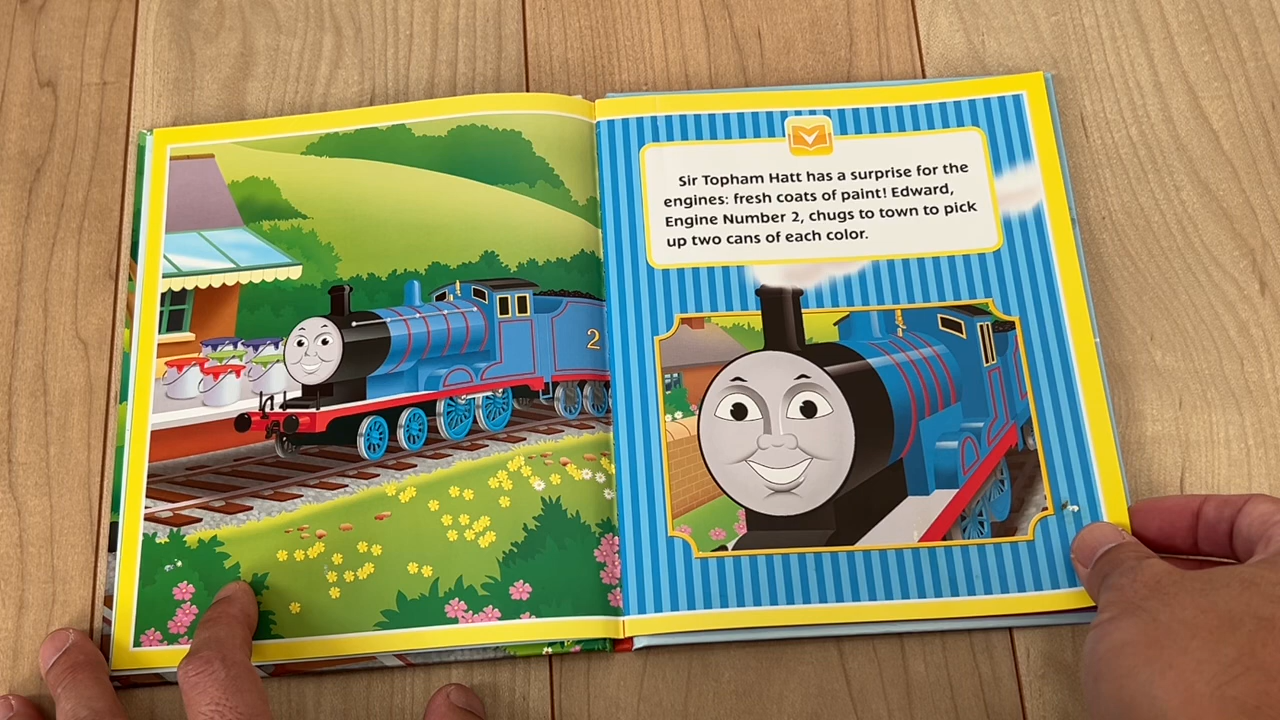 2
Sir Topham Hatt has a surprise for the
engines: fresh coats of paint! Edward,
Engine Number 2, chugs to town to pick
up two cans of each color.